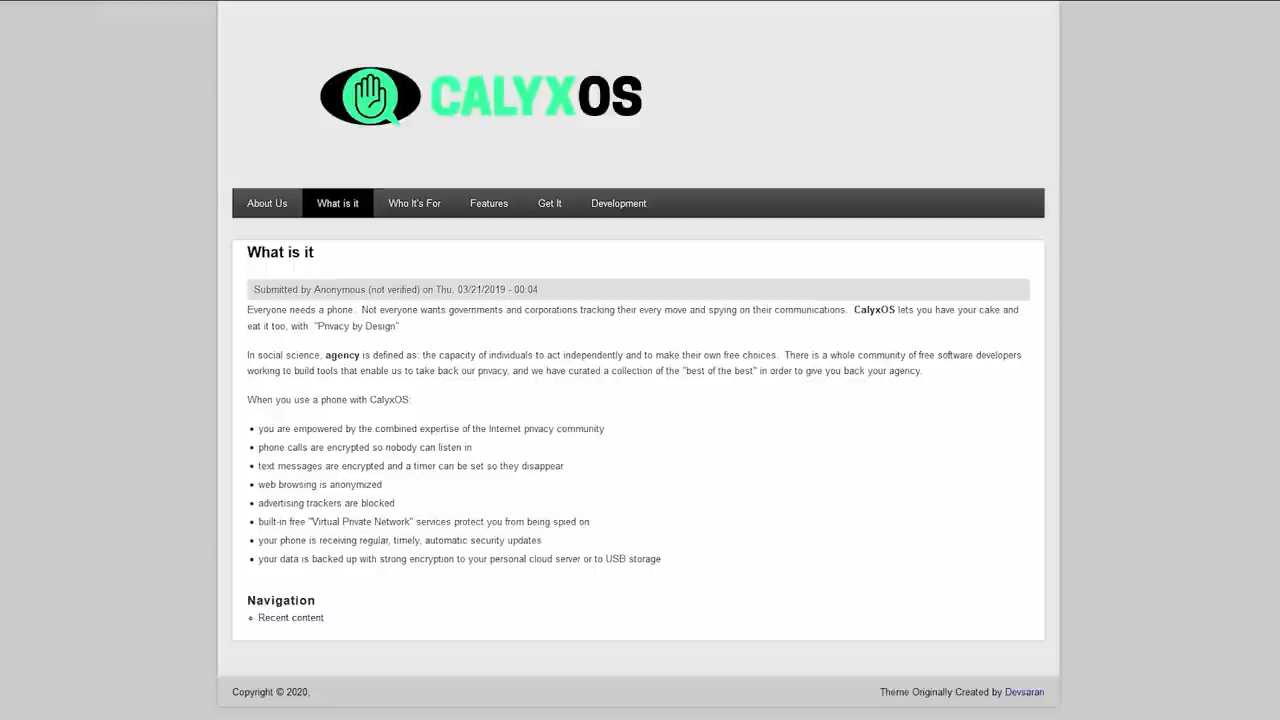 CALYXOS
About Us What is it Who It's For Features Get It Development
What is it
Submitted by Anonymous (not verified) on Thu, 03/21/2019 - 00:04
Everyone needs a phone. Not everyone wants governments and corporations tracking their every move and spying on their communications. CalyxOS lets you have your cake and
eat it too, with "Privacy by Design"
In social science, agency is defined as: the capacity of individuals to act independently and to make their own free choices. There is a whole community of free software developers
working to build tools that enable us to take back our privacy, and we have curated a collection of the "best of the best" in order to give you back your agency.
When you use a phone with CalyxOS:
• you are empowered by the combined expertise of the Internet privacy community
• phone calls are encrypted so nobody can listen in
• text messages are encrypted and a timer can be set so they disappear
• web browsing is anonymized
• advertising trackers are blocked
• built-in free "Virtual Private Network" services protect you from being spied on
• your phone is receiving regular, timely, automatic security updates
• your data is backed up with strong encryption to your personal cloud server or to USB storage
Navigation
Recent content
Copyright © 2020, Theme Originally Created by Devsaran